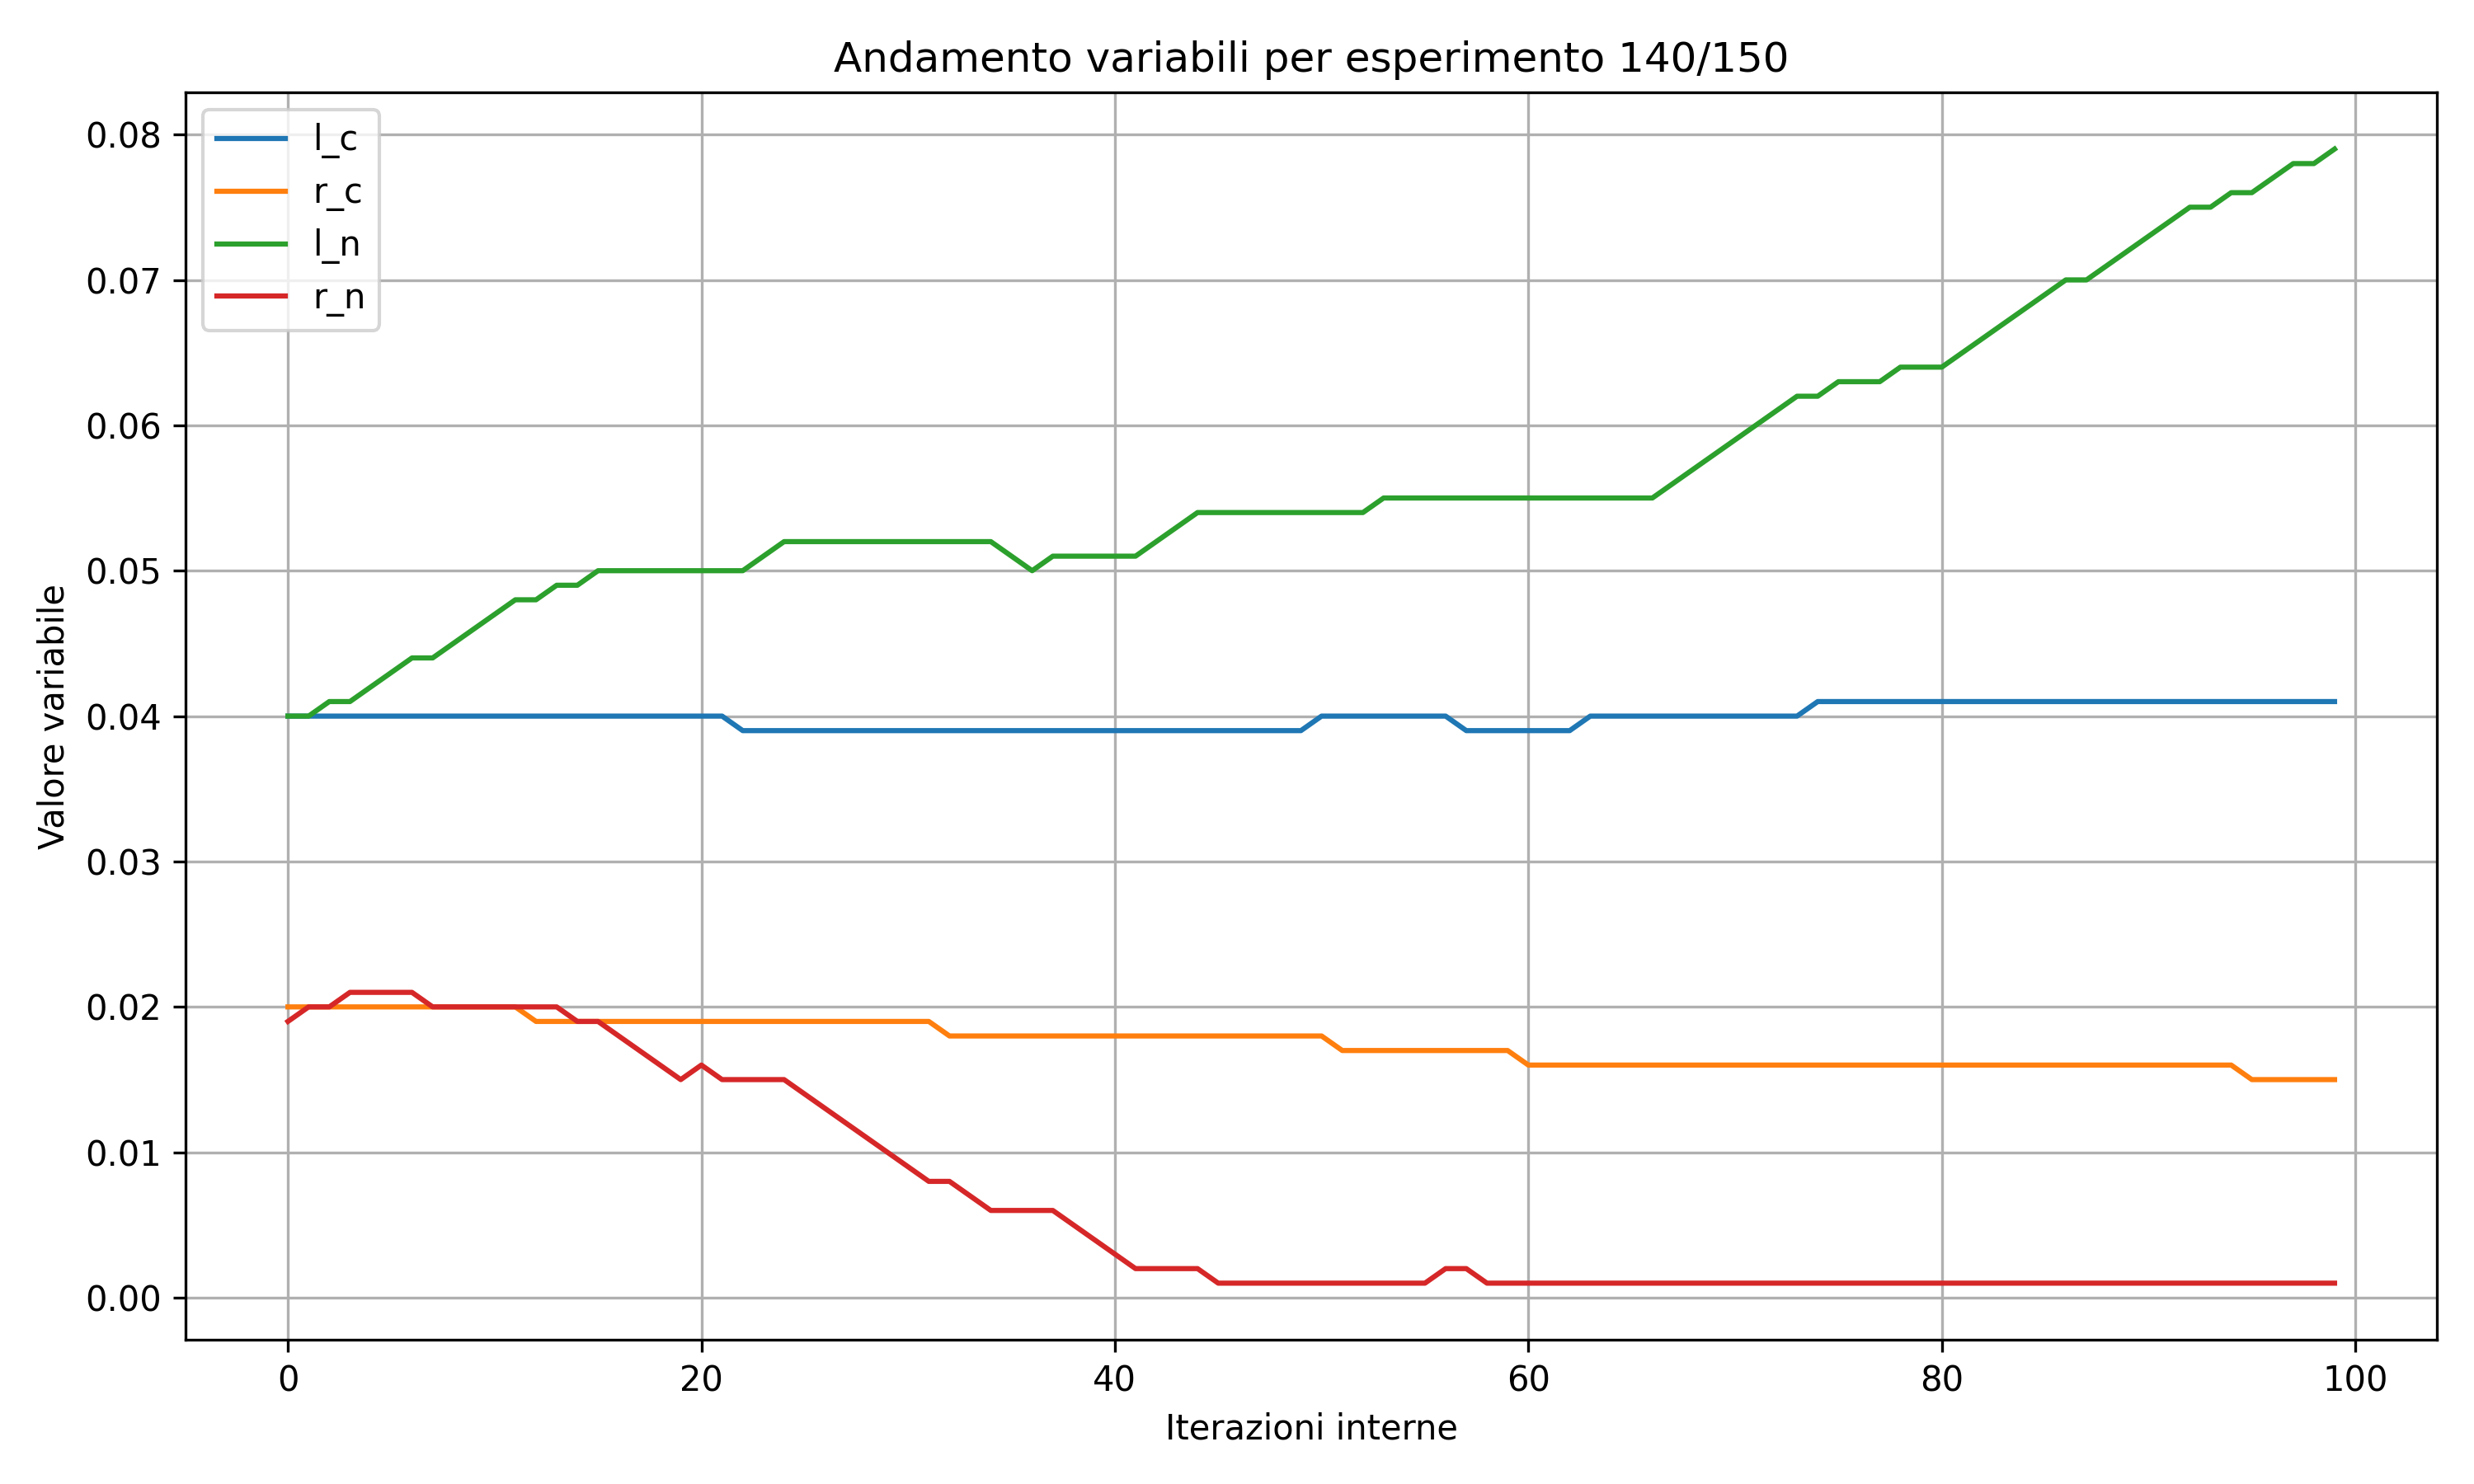 Andamento variabili per esperimento 140/150
l_c
r_c
l_n
r_n
Valore variabile
0.08
0.07
0.06
0.05
0.04
0.03
0.02
0.01
0.00
0 20 40 60 80 100
Iterazioni interne